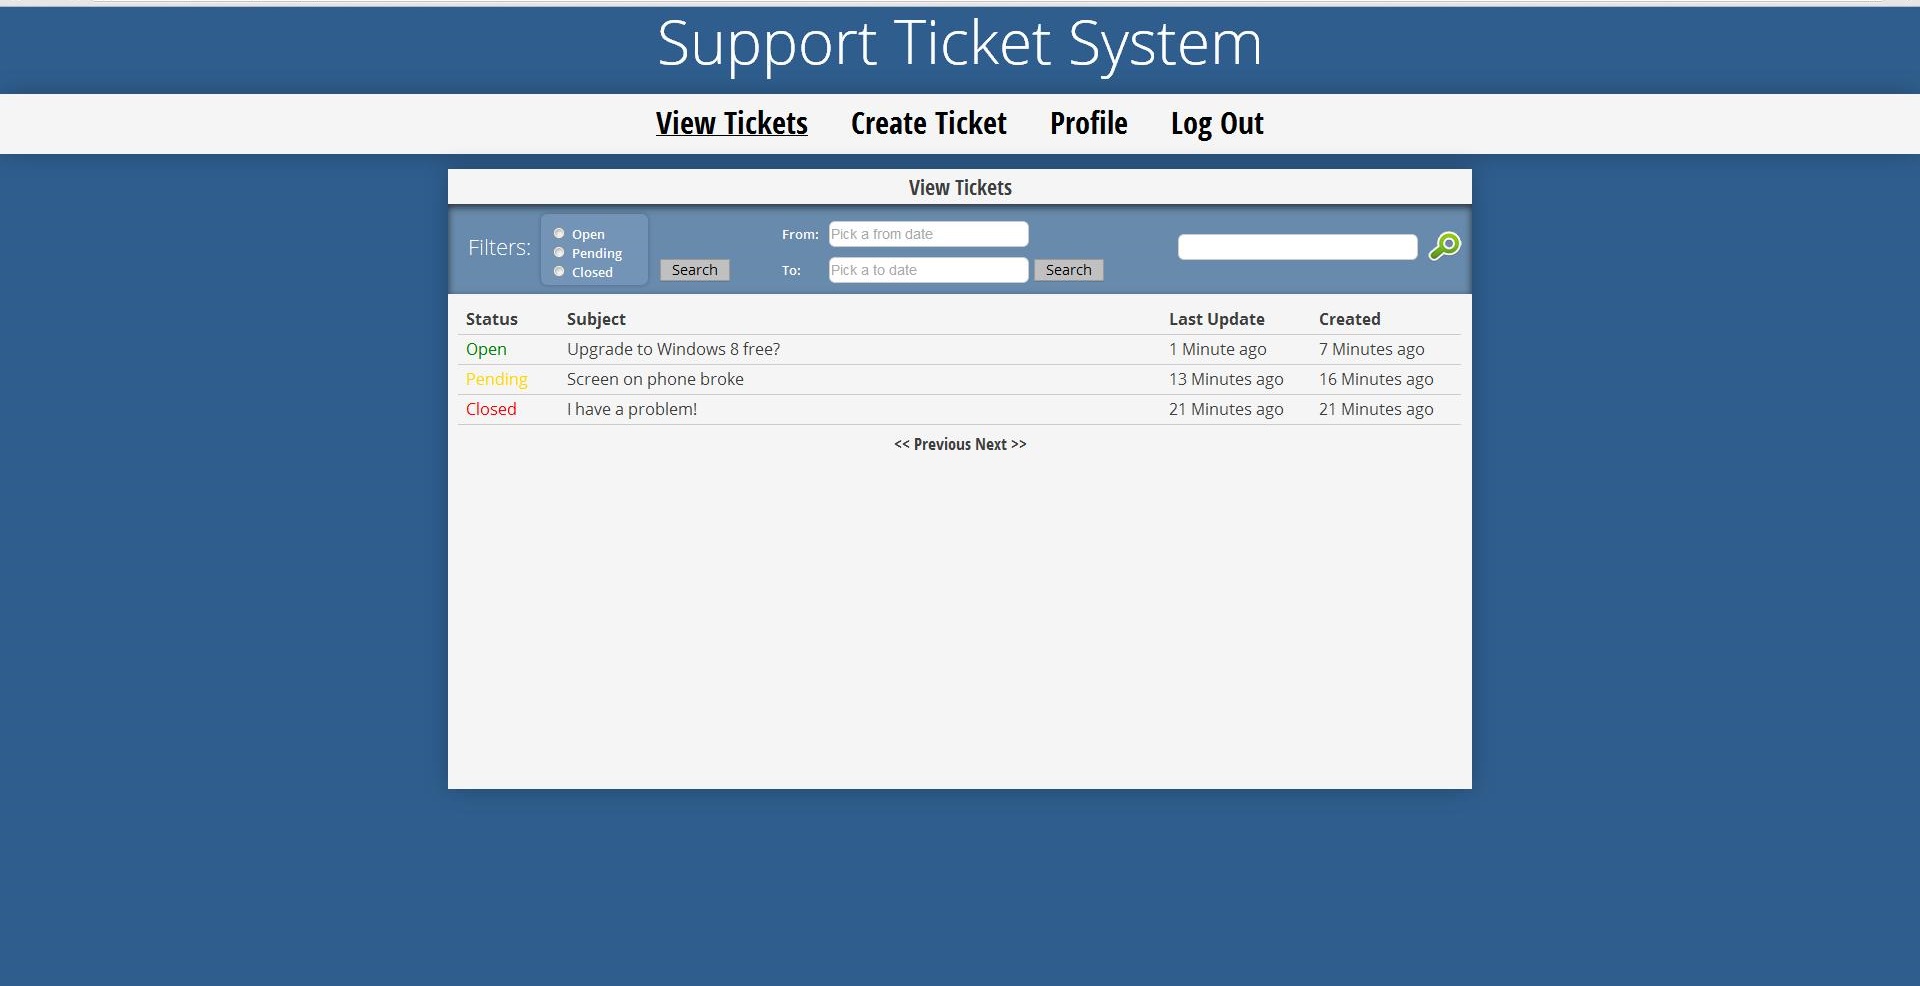 Support Ticket System
View Tickets Create Ticket Profile Log Out
View Tickets
Filters:
Open
Pending
Closed
Search
From: Pick a from date
To: Pick a to date Search
Status Subject Last Update Created
Open Upgrade to Windows 8 free? 1 Minute ago 7 Minutes ago
Pending Screen on phone broke 13 Minutes ago 16 Minutes ago
Closed I have a problem! 21 Minutes ago 21 Minutes ago
<< Previous Next >>